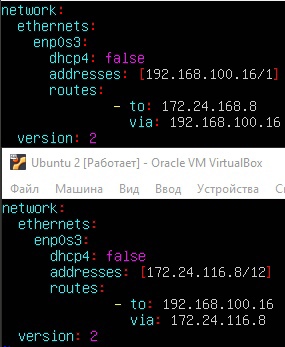 network:
  ethernets:
    enp0s3:
      dhcp4: false
      addresses: [192.168.100.16/1]
      routes:
             - to: 172.24.168.8
               via: 192.168.100.16
  version: 2
Ubuntu 2 [Работает] - Oracle VM VirtualBox
Файл Машина Вид Ввод Устройства С
network:
  ethernets:
    enp0s3:
      dhcp4: false
      addresses: [172.24.116.8/12]
      routes:
             - to: 192.168.100.16
               via: 172.24.116.8
  version: 2